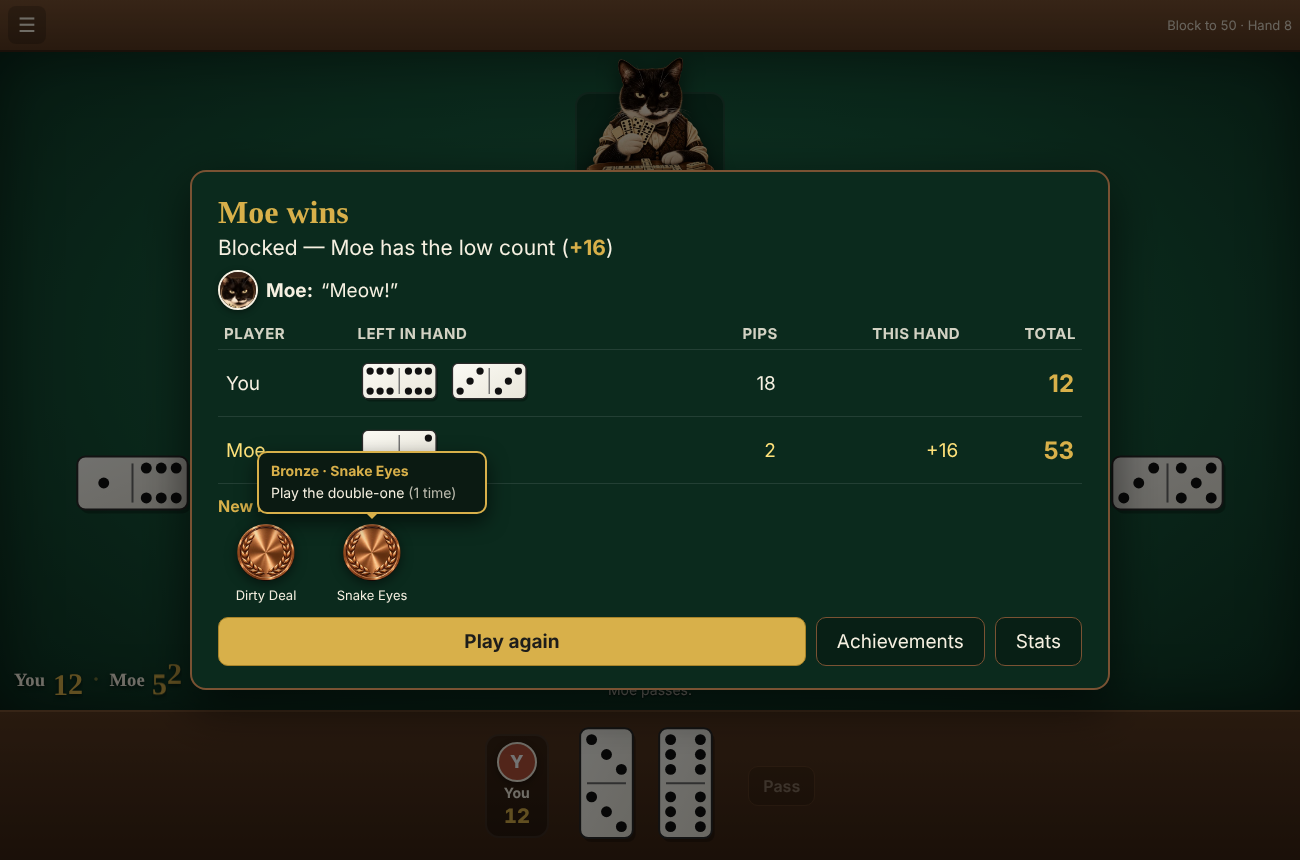 ☰
Block to 50 · Hand 8
Moe wins
Blocked — Moe has the low count (+16)
Moe: “Meow!”
PLAYER LEFT IN HAND PIPS THIS HAND TOTAL
You 18 12
Moe 2 +16 53
Bronze · Snake Eyes
Play the double-one (1 time)
New
Dirty Deal Snake Eyes
Play again Achievements Stats
You 12 · Moe 52
Moe passes.
Y
You
12
Pass